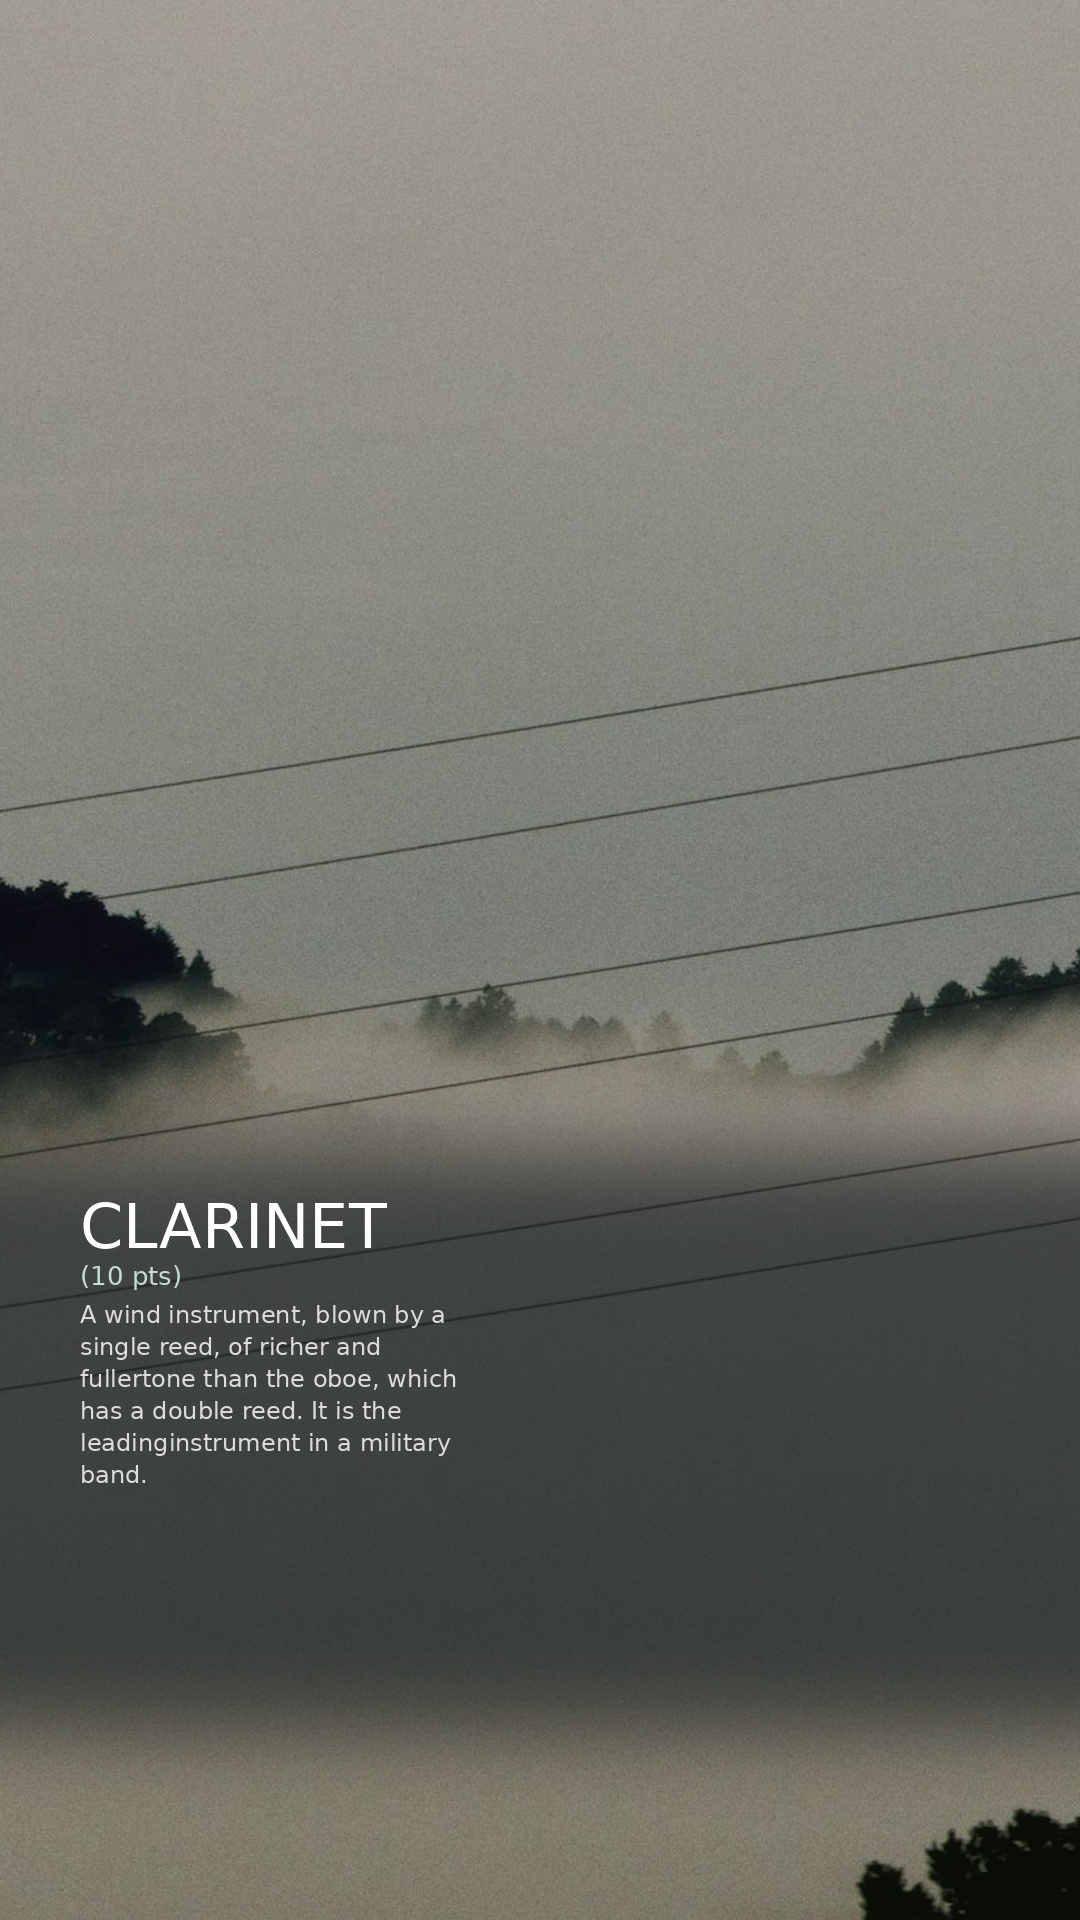 CLARINET
(10 pts)
A wind instrument, blown by a
single reed, of richer and
fullertone than the oboe, which
has a double reed. It is the
leadinginstrument in a military
band.